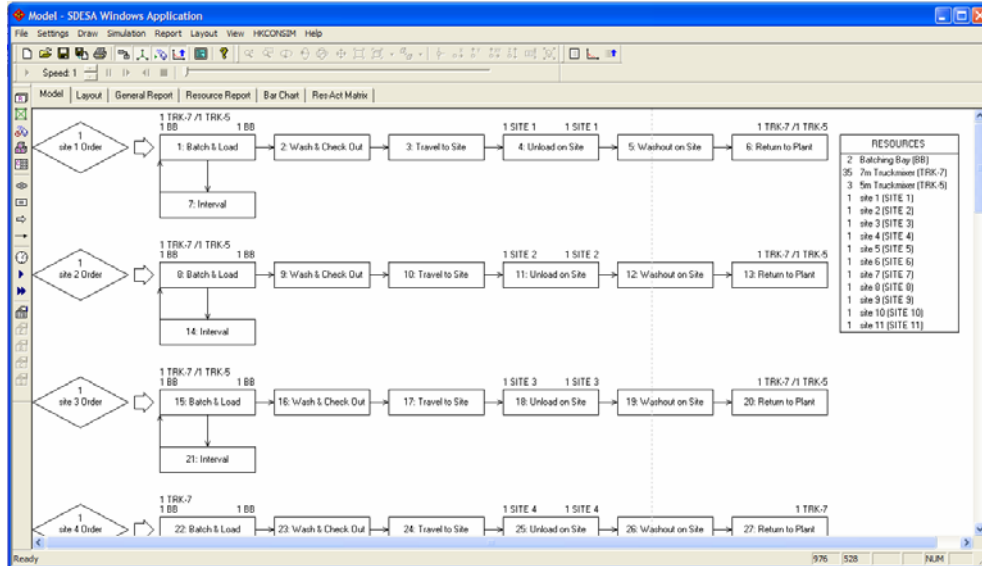 Model - SDESA Windows Application
File Settings Draw Simulation Report Layout View HKCONSIM Help
Speed: 1
Model Layout General Report Resource Report Bar Chart Res-Act Matrix
1 TRK-7 /1 TRK-5
1 BB 1 BB
1 SITE 1 1 SITE 1
1 TRK-7 /1 TRK-5
1
site 1 Order
1: Batch & Load
2: Wash & Check Out
3: Travel to Site
4: Unload on Site
5: Washout on Site
6: Return to Plant
7: Interval
RESOURCES
2 Batching Bay (BB)
35 7m Truckmixer (TRK-7)
3 5m Truckmixer (TRK-5)
1 site 1 (SITE 1)
1 site 2 (SITE 2)
1 site 3 (SITE 3)
1 site 4 (SITE 4)
1 site 5 (SITE 5)
1 site 6 (SITE 6)
1 site 7 (SITE 7)
1 site 8 (SITE 8)
1 site 9 (SITE 9)
1 site 10 (SITE 10)
1 site 11 (SITE 11)
1 TRK-7 /1 TRK-5
1 BB 1 BB
1 SITE 2 1 SITE 2
1 TRK-7 /1 TRK-5
1
site 2 Order
8: Batch & Load
9: Wash & Check Out
10: Travel to Site
11: Unload on Site
12: Washout on Site
13: Return to Plant
14: Interval
1 TRK-7 /1 TRK-5
1 BB 1 BB
1 SITE 3 1 SITE 3
1 TRK-7 /1 TRK-5
1
site 3 Order
15: Batch & Load
16: Wash & Check Out
17: Travel to Site
18: Unload on Site
19: Washout on Site
20: Return to Plant
21: Interval
1 TRK-7
1 BB 1 BB
1 SITE 4 1 SITE 4
1 TRK-7
1
site 4 Order
22: Batch & Load
23: Wash & Check Out
24: Travel to Site
25: Unload on Site
26: Washout on Site
27: Return to Plant
Ready
976 528 NUM